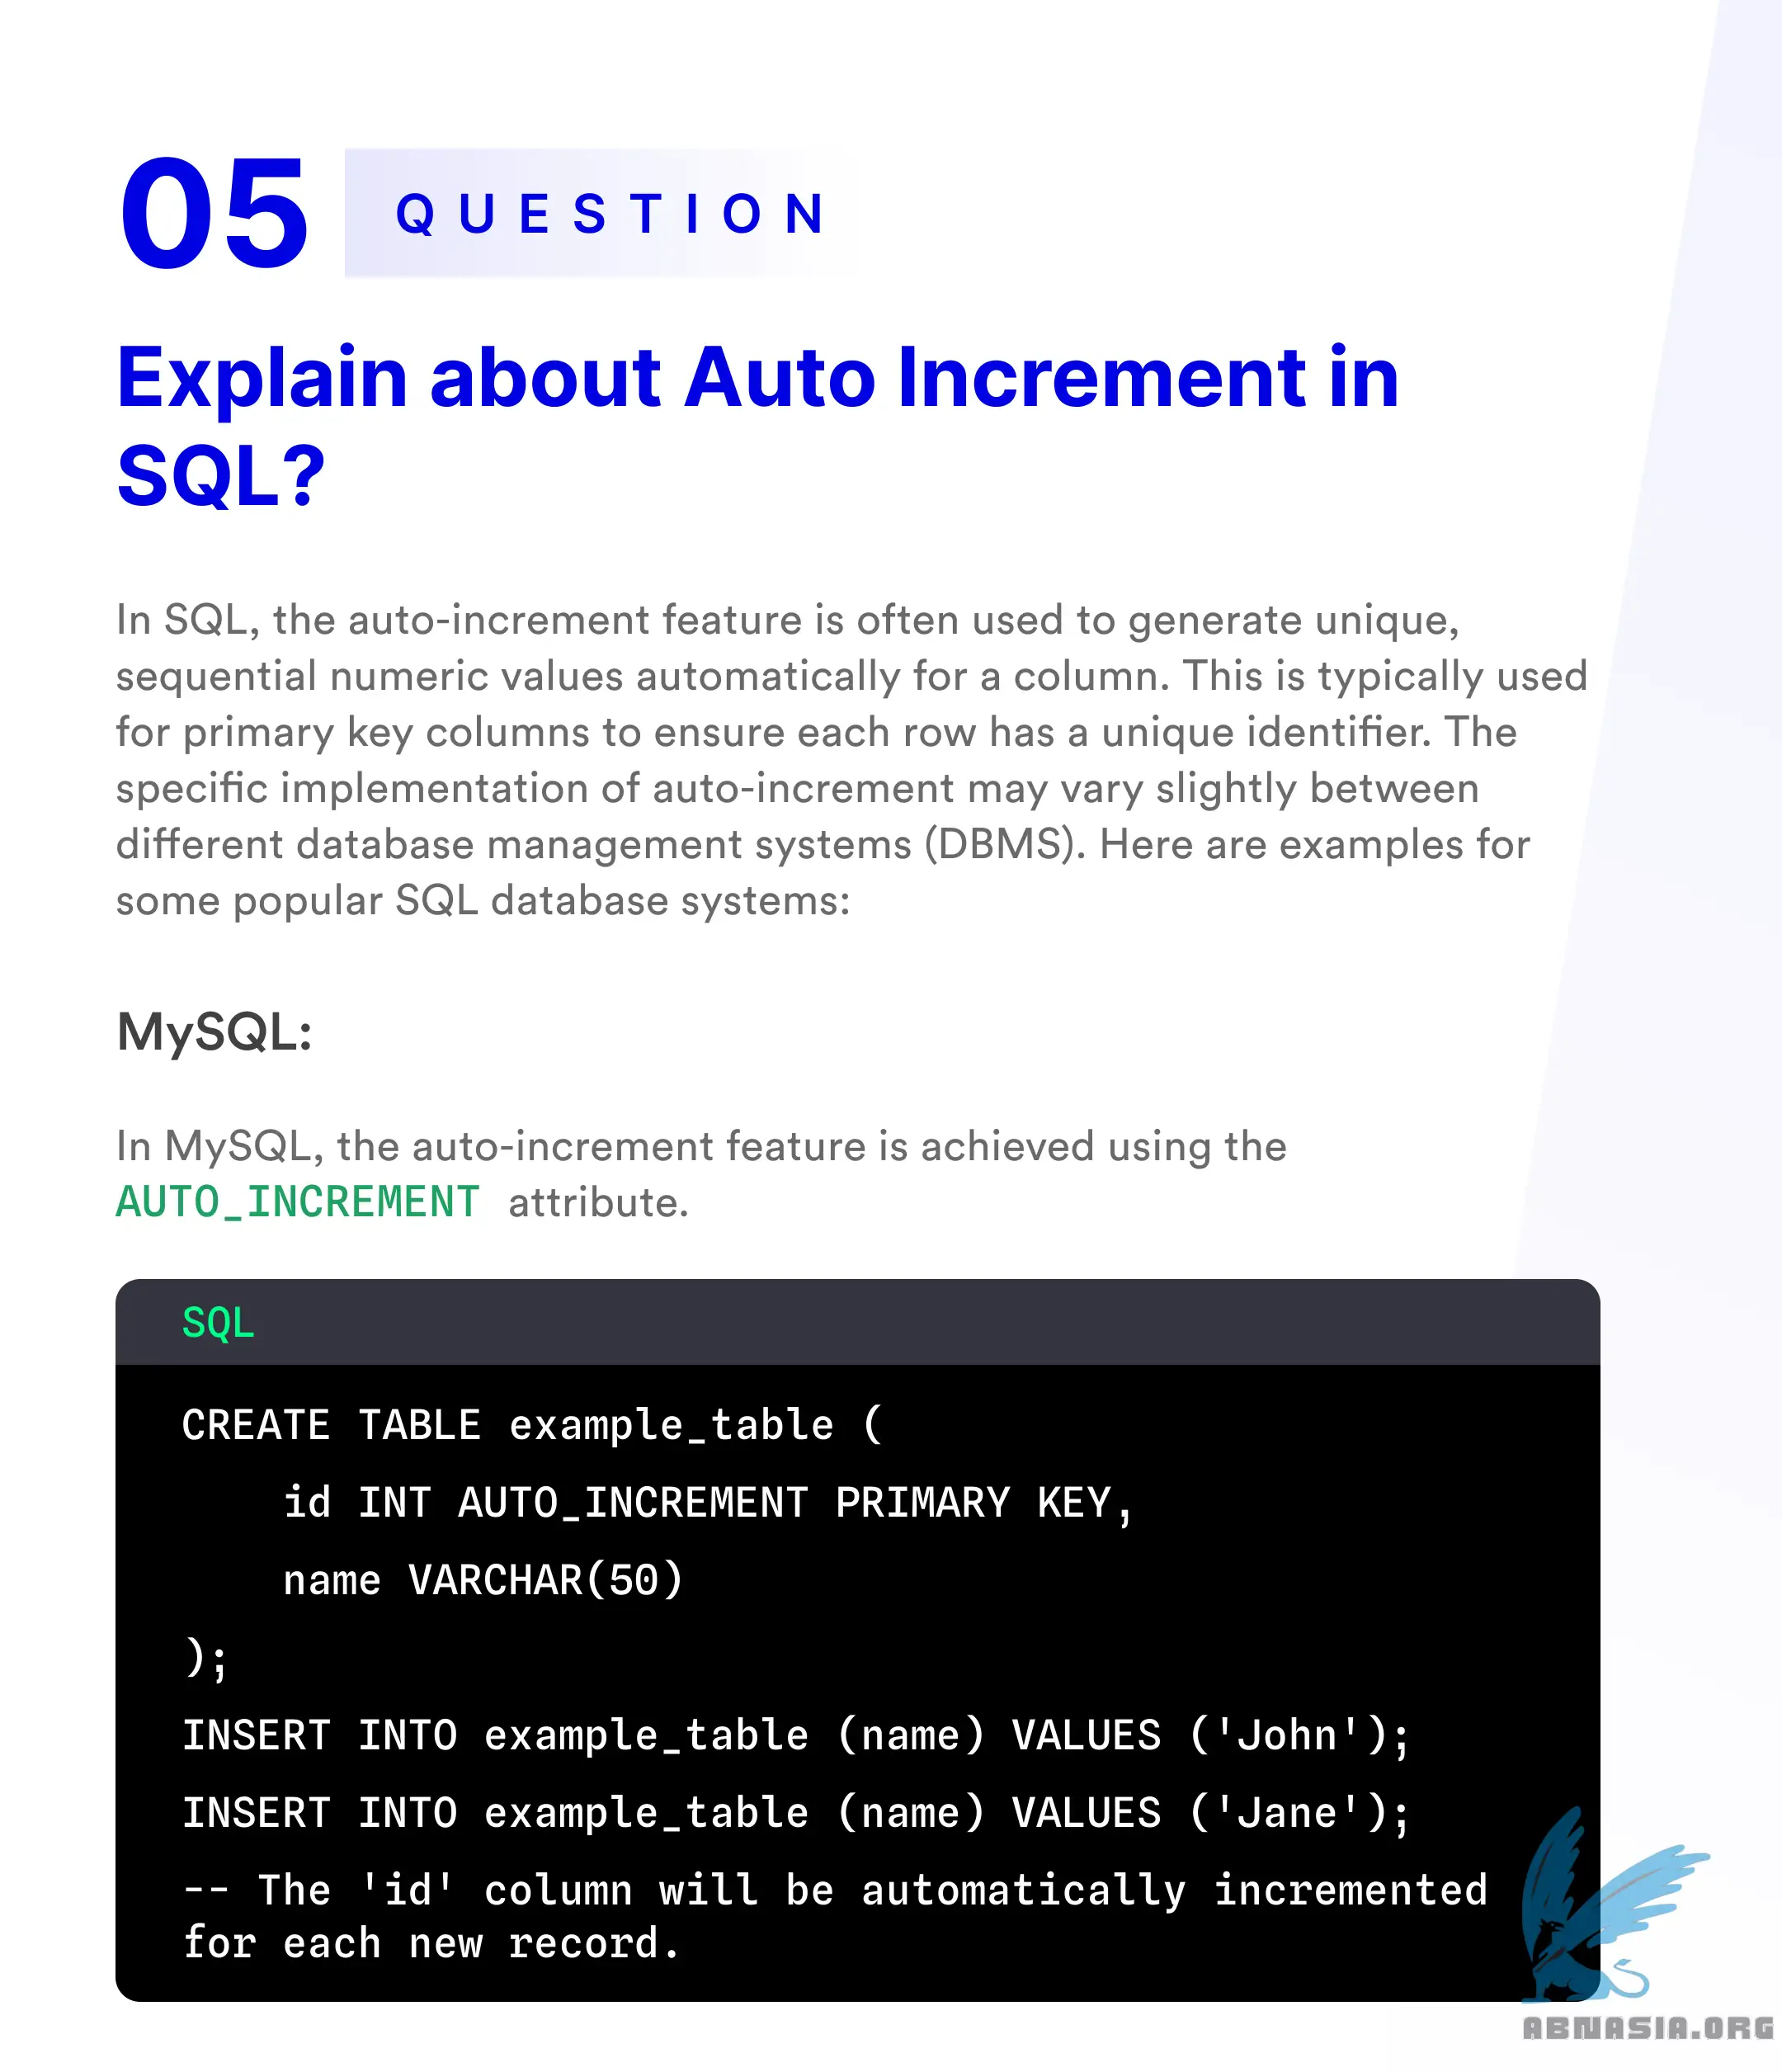 05 QUESTION
Explain about Auto Increment in
SQL?
In SQL, the auto-increment feature is often used to generate unique,
sequential numeric values automatically for a column. This is typically used
for primary key columns to ensure each row has a unique identifier. The
specific implementation of auto-increment may vary slightly between
different database management systems (DBMS). Here are examples for
some popular SQL database systems:
MySQL:
In MySQL, the auto-increment feature is achieved using the
AUTO_INCREMENT attribute.
SQL
CREATE TABLE example_table (
    id INT AUTO_INCREMENT PRIMARY KEY,
    name VARCHAR(50)
);
INSERT INTO example_table (name) VALUES ('John');
INSERT INTO example_table (name) VALUES ('Jane');
-- The 'id' column will be automatically incremented
for each new record.
ABNASIA.ORG